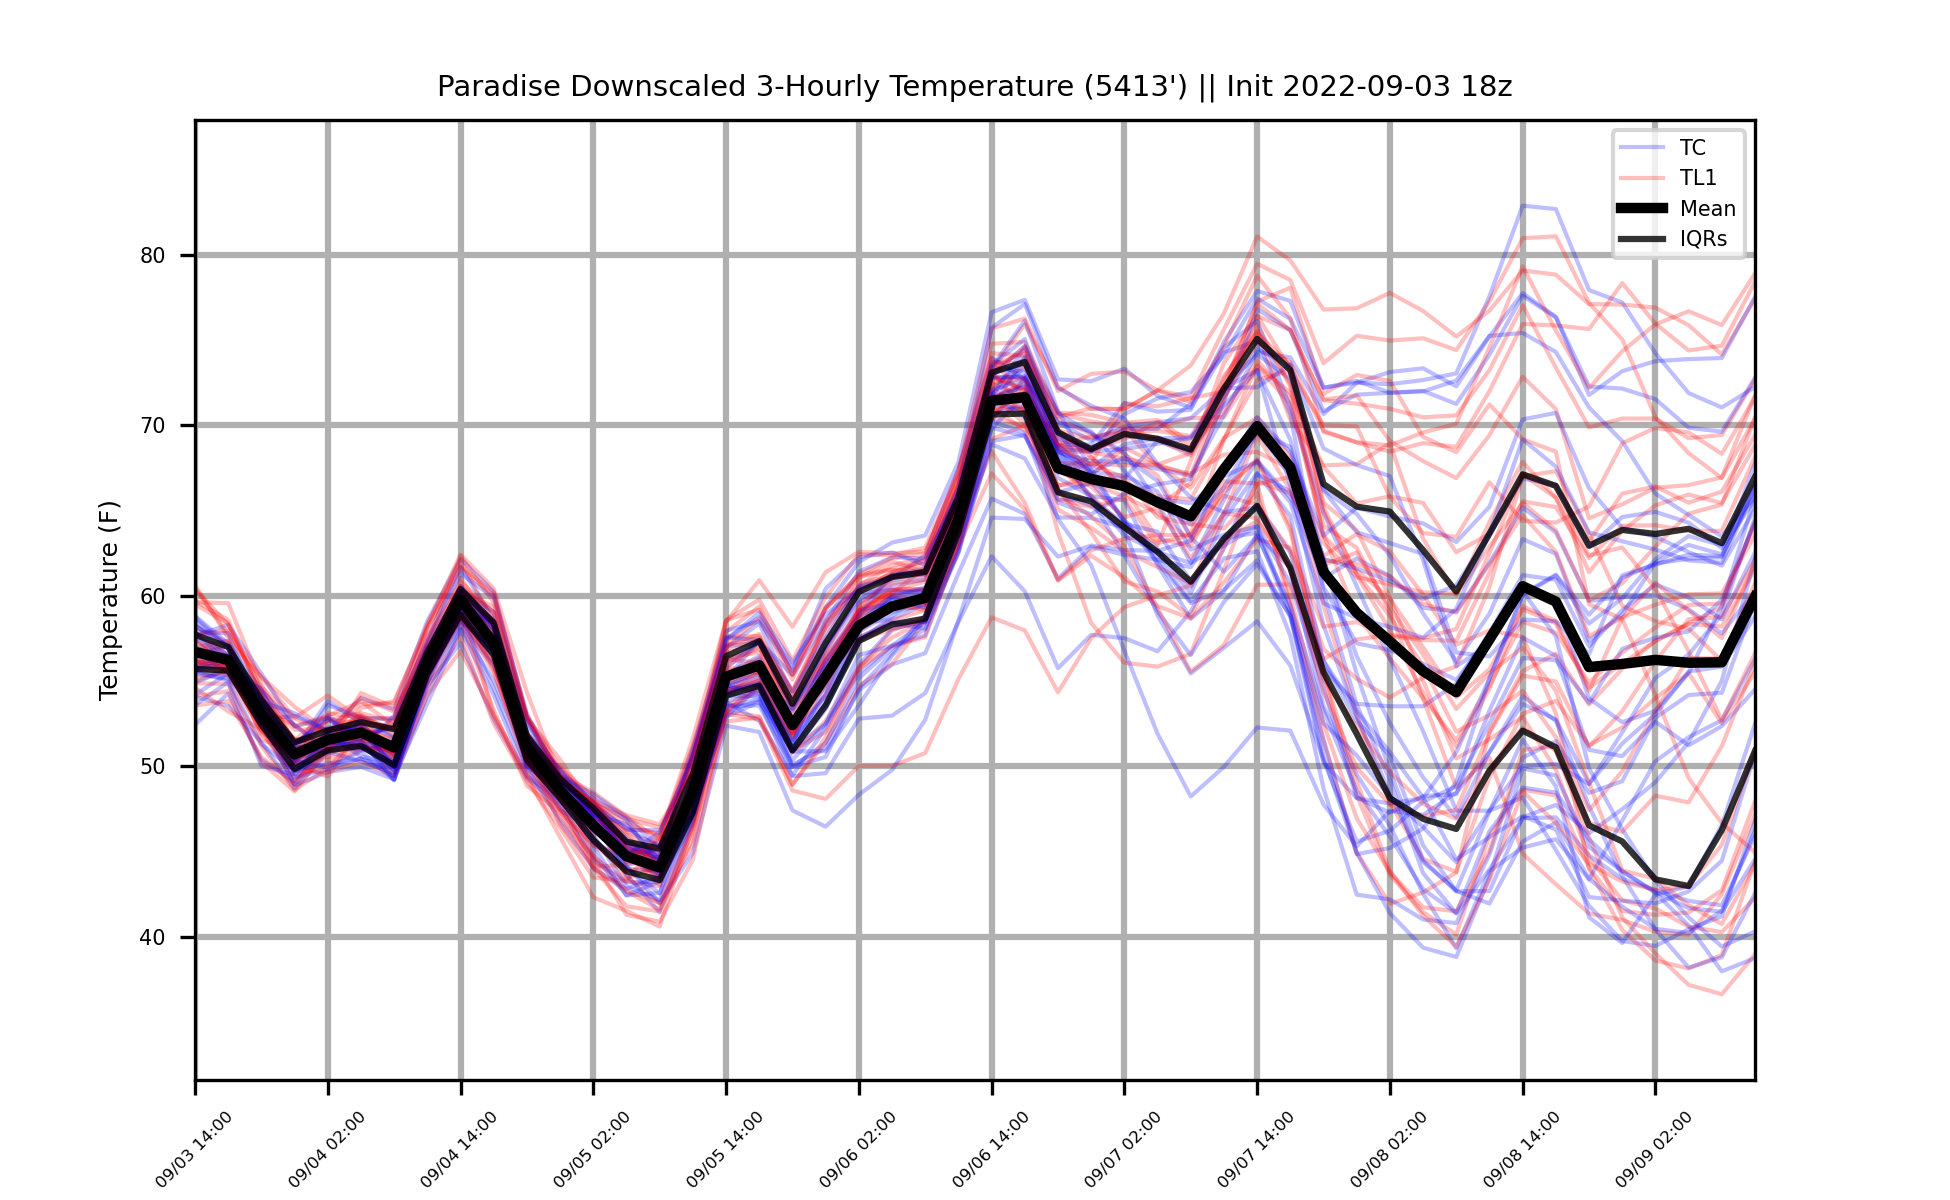 Paradise Downscaled 3-Hourly Temperature (5413') || Init 2022-09-03 18z
TC
TL1
Mean
IQRs
Temperature (F)
80
70
60
50
40
09/03 14:00
09/04 02:00
09/04 14:00
09/05 02:00
09/05 14:00
09/06 02:00
09/06 14:00
09/07 02:00
09/07 14:00
09/08 02:00
09/08 14:00
09/09 02:00